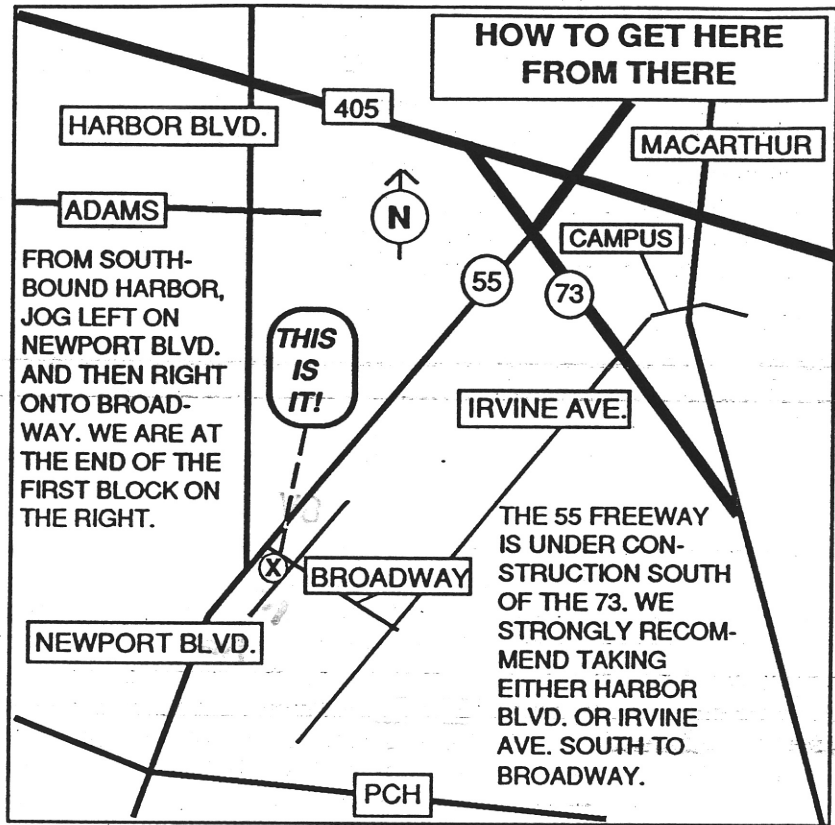 HOW TO GET HERE
FROM THERE
405
HARBOR BLVD.
MACARTHUR
ADAMS
N
CAMPUS
55
73
FROM SOUTH-
BOUND HARBOR,
JOG LEFT ON
NEWPORT BLVD.
AND THEN RIGHT
ONTO BROAD-
WAY. WE ARE AT
THE END OF THE
FIRST BLOCK ON
THE RIGHT.
THIS
IS
IT!
IRVINE AVE.
X
BROADWAY
NEWPORT BLVD.
THE 55 FREEWAY
IS UNDER CON-
STRUCTION SOUTH
OF THE 73. WE
STRONGLY RECOM-
MEND TAKING
EITHER HARBOR
BLVD. OR IRVINE
AVE. SOUTH TO
BROADWAY.
PCH